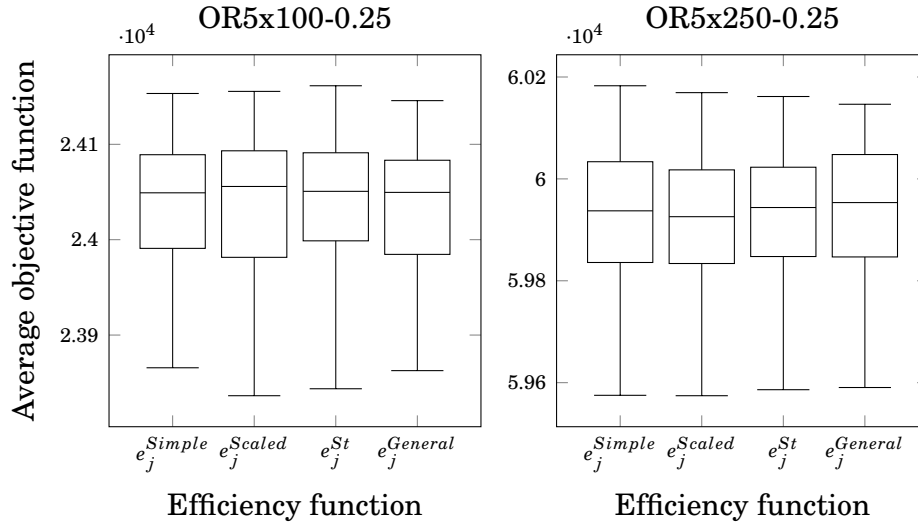 OR5x100-0.25
·10⁴
Average objective function
2.41
2.4
2.39
e_j^{Simple} e_j^{Scaled} e_j^{St} e_j^{General}
Efficiency function
OR5x250-0.25
·10⁴
6.02
6
5.98
5.96
e_j^{Simple} e_j^{Scaled} e_j^{St} e_j^{General}
Efficiency function